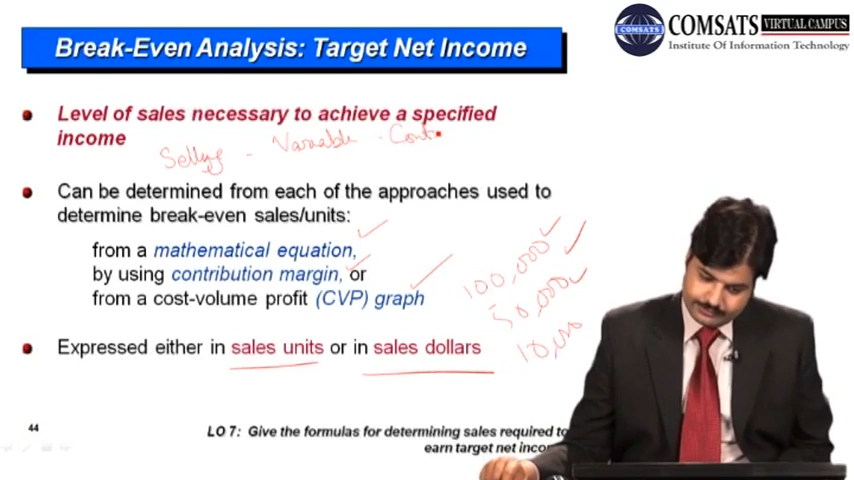 Break-Even Analysis: Target Net Income
COMSATS VIRTUAL CAMPUS
COMSATS
Institute Of Information Technology
Level of sales necessary to achieve a specified
income
Selling - Variable - Cont
Can be determined from each of the approaches used to
determine break-even sales/units:
from a mathematical equation,
by using contribution margin, or
from a cost-volume profit (CVP) graph
100,000
50,000
10,000
Expressed either in sales units or in sales dollars
44
LO 7: Give the formulas for determining sales required to
earn target net incom